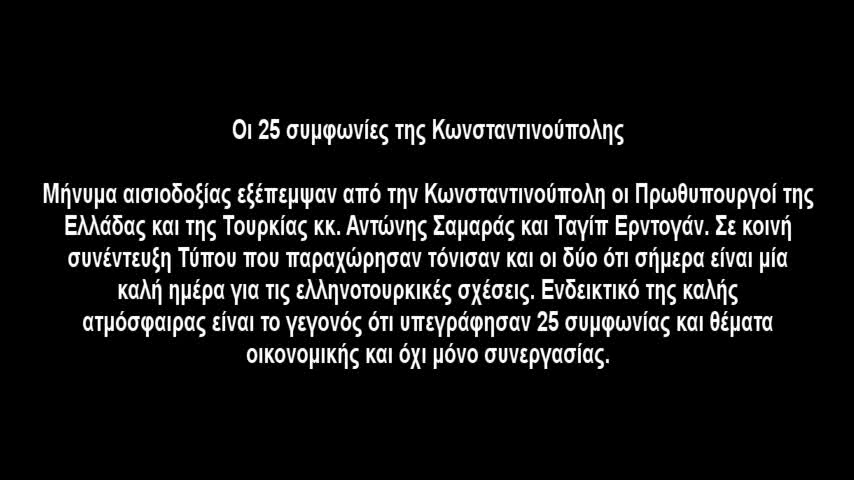 Οι 25 συμφωνίες της Κωνσταντινούπολης
Μήνυμα αισιοδοξίας εξέπεμψαν από την Κωνσταντινούπολη οι Πρωθυπουργοί της
Ελλάδας και της Τουρκίας κκ. Αντώνης Σαμαράς και Ταγίπ Ερντογάν. Σε κοινή
συνέντευξη Τύπου που παραχώρησαν τόνισαν και οι δύο ότι σήμερα είναι μία
καλή ημέρα για τις ελληνοτουρκικές σχέσεις. Ενδεικτικό της καλής
ατμόσφαιρας είναι το γεγονός ότι υπεγράφησαν 25 συμφωνίας και θέματα
οικονομικής και όχι μόνο συνεργασίας.